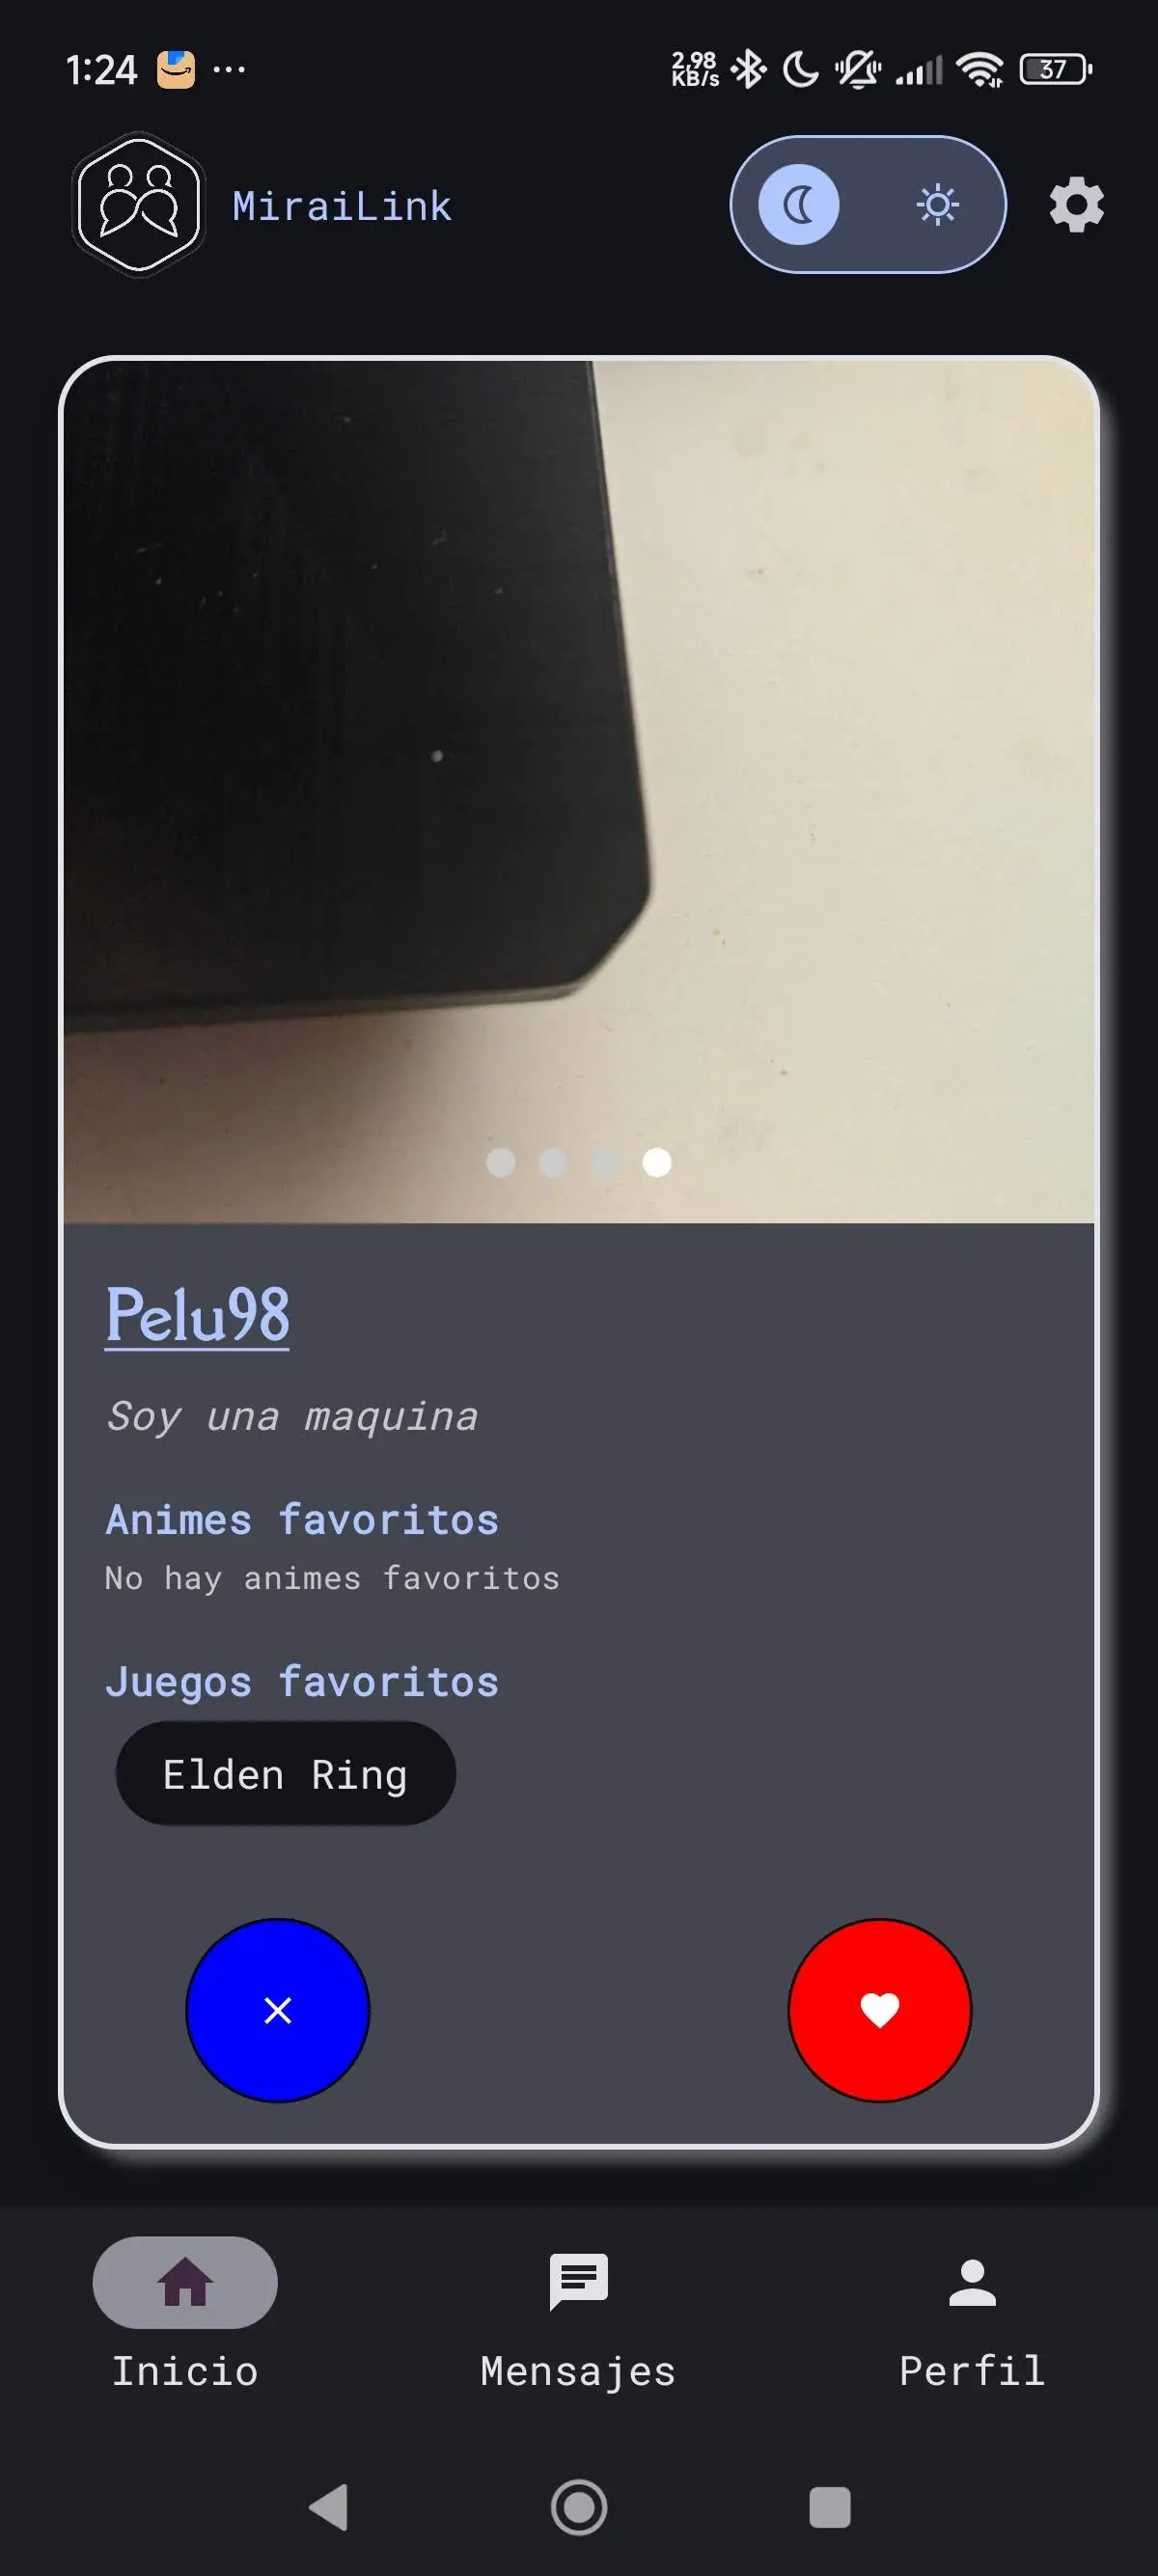 1:24 ... 2,98 KB/s 37
MiraiLink
Pelu98
Soy una maquina
Animes favoritos
No hay animes favoritos
Juegos favoritos
Elden Ring
Inicio Mensajes Perfil